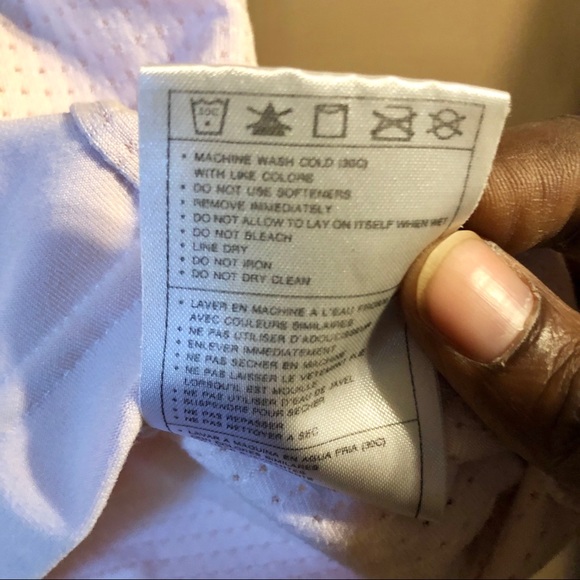 30C
• MACHINE WASH COLD (30C)
WITH LIKE COLORS
• DO NOT USE SOFTENERS
• REMOVE IMMEDIATELY
• DO NOT ALLOW TO LAY ON ITSELF WHEN WET
• DO NOT BLEACH
• LINE DRY
• DO NOT IRON
• DO NOT DRY CLEAN
• LAVER EN MACHINE A L'EAU FROIDE
AVEC COULEURS SIMILAIRES
• NE PAS UTILISER D'ADOUCISSEUR
• ENLEVER IMMEDIATEMENT
• NE PAS SECHER EN MACHINE
• NE PAS LAISSER LE VETEMENT
LORSQU'IL EST MOUILLE
• NE PAS UTILISER D'EAU DE JAVEL
• SUSPENDRE POUR SECHER
• NE PAS REPASSER
• NE PAS NETTOYER A SEC
LAVAR A MAQUINA EN AGUA FRIA (30C)
SIMILARES